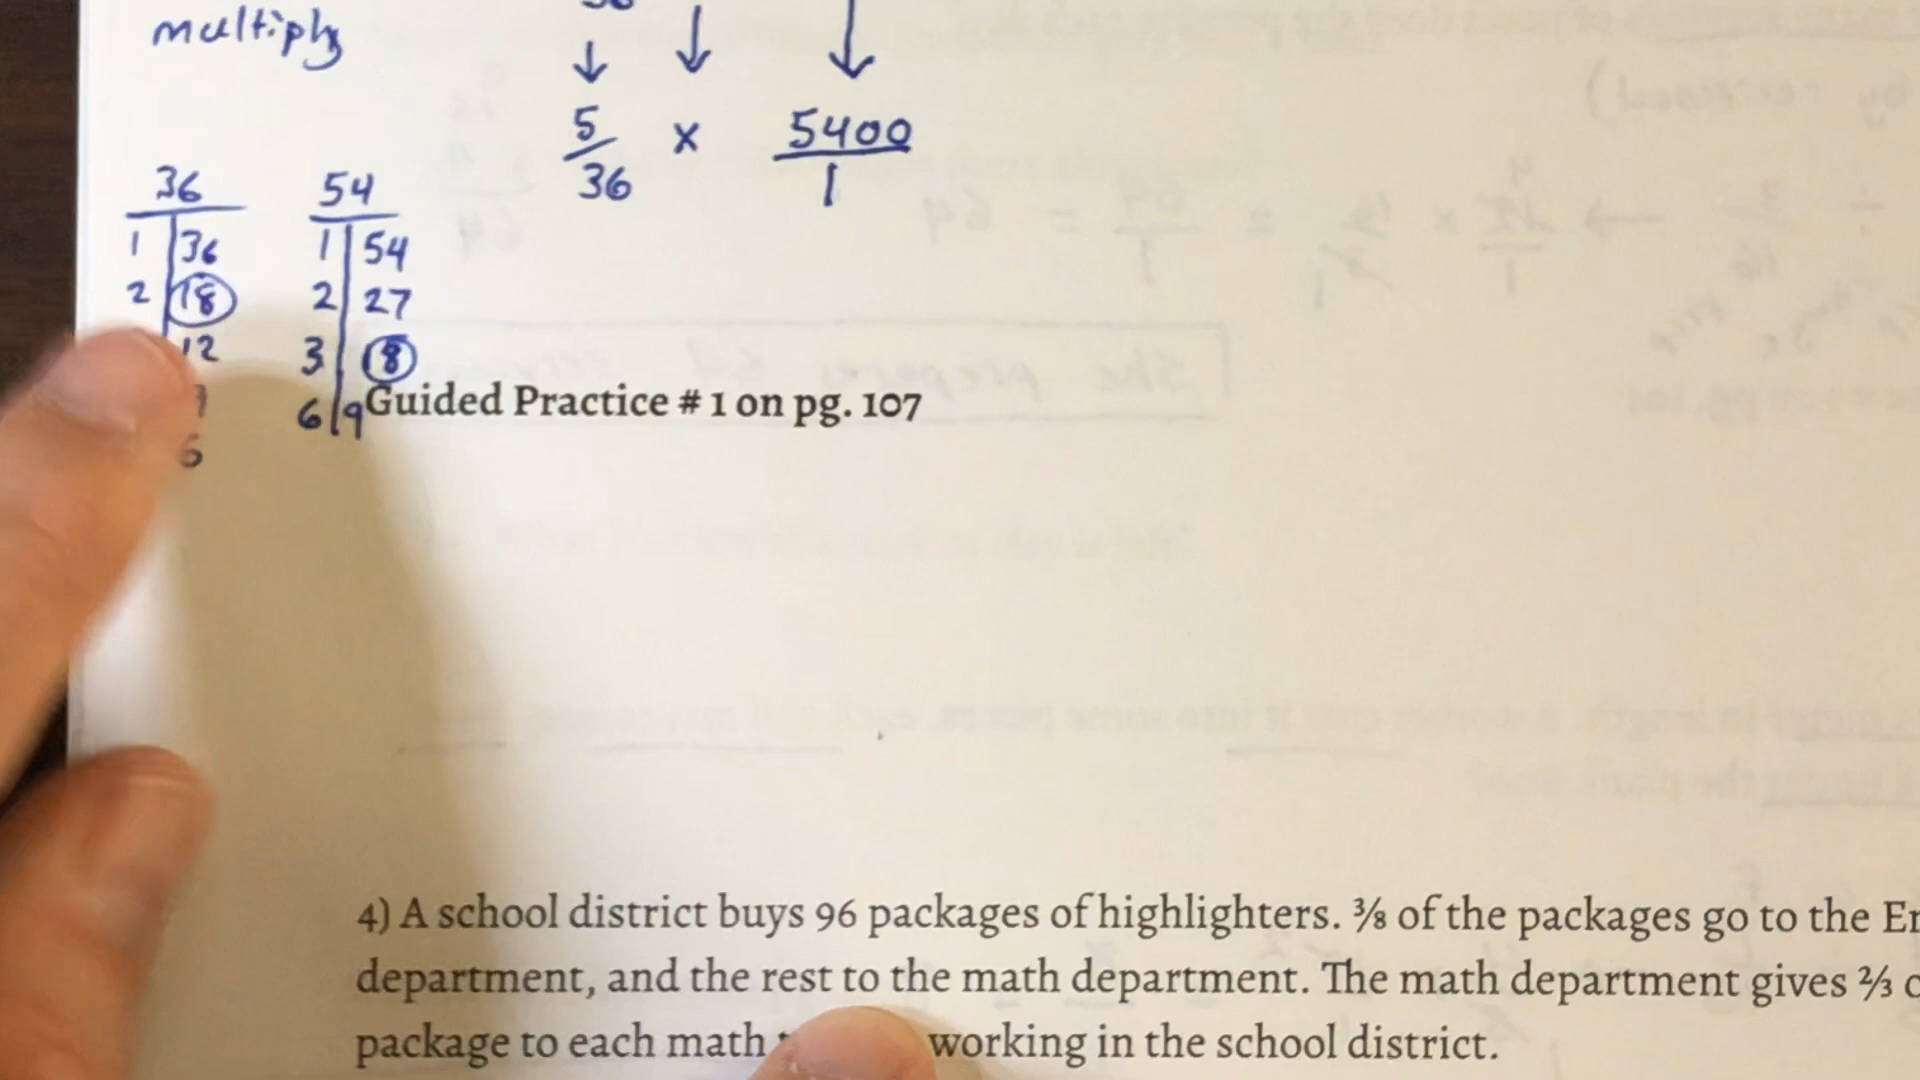 multiply
5/36 x 5400/1
36
1 36
2 18
12
6
54
1 54
2 27
3 18
6 9
Guided Practice # 1 on pg. 107
4) A school district buys 96 packages of highlighters. ⅜ of the packages go to the
department, and the rest to the math department. The math department gives ⅔
package to each math working in the school district.